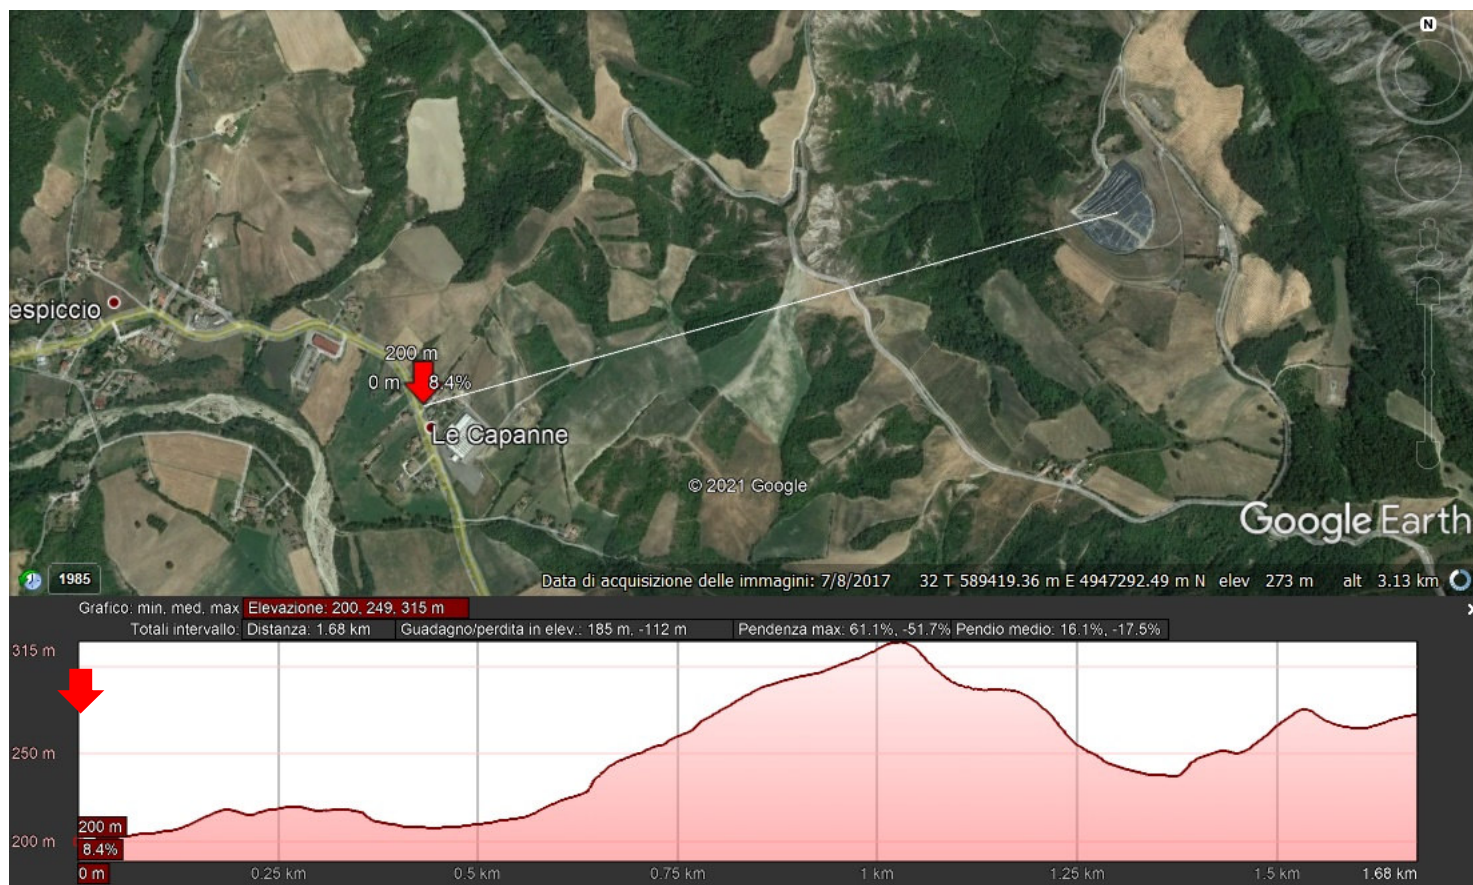 N
espiccio
200 m
0 m 8.4%
Le Capanne
© 2021 Google
Google Earth
1985
Data di acquisizione delle immagini: 7/8/2017 32 T 589419.36 m E 4947292.49 m N elev 273 m alt 3.13 km
Grafico: min, med, max Elevazione: 200, 249, 315 m
Totali intervallo: Distanza: 1.68 km Guadagno/perdita in elev.: 185 m, -112 m Pendenza max: 61.1%, -51.7% Pendio medio: 16.1%, -17.5%
315 m
250 m
200 m
200 m
8.4%
0 m 0.25 km 0.5 km 0.75 km 1 km 1.25 km 1.5 km 1.68 km